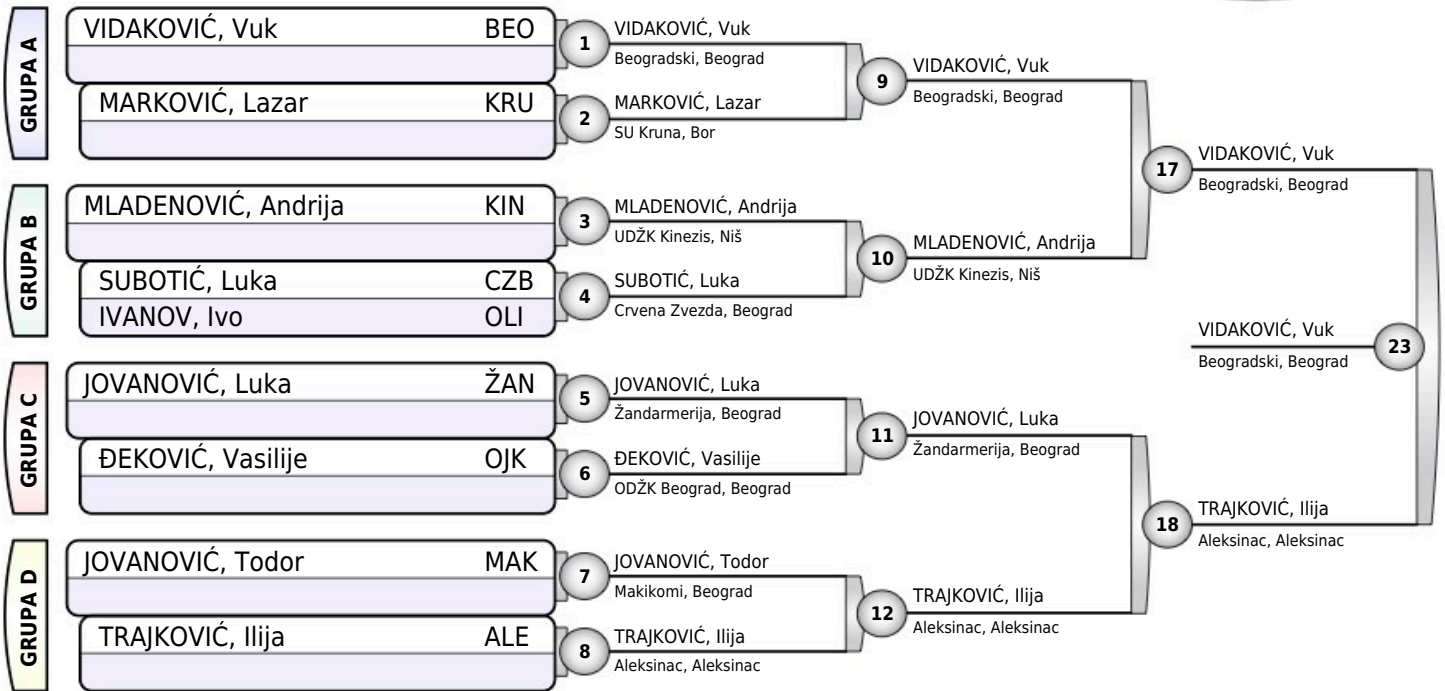 GRUPA A
VIDAKOVIĆ, Vuk BEO
MARKOVIĆ, Lazar KRU
GRUPA B
MLADENOVIĆ, Andrija KIN
SUBOTIĆ, Luka CZB
IVANOV, Ivo OLI
GRUPA C
JOVANOVIĆ, Luka ŽAN
ĐEKOVIĆ, Vasilije OJK
GRUPA D
JOVANOVIĆ, Todor MAK
TRAJKOVIĆ, Ilija ALE
1
VIDAKOVIĆ, Vuk
Beogradski, Beograd
2
MARKOVIĆ, Lazar
SU Kruna, Bor
3
MLADENOVIĆ, Andrija
UDŽK Kinezis, Niš
4
SUBOTIĆ, Luka
Crvena Zvezda, Beograd
5
JOVANOVIĆ, Luka
Žandarmerija, Beograd
6
ĐEKOVIĆ, Vasilije
ODŽK Beograd, Beograd
7
JOVANOVIĆ, Todor
Makikomi, Beograd
8
TRAJKOVIĆ, Ilija
Aleksinac, Aleksinac
9
VIDAKOVIĆ, Vuk
Beogradski, Beograd
10
MLADENOVIĆ, Andrija
UDŽK Kinezis, Niš
11
JOVANOVIĆ, Luka
Žandarmerija, Beograd
12
TRAJKOVIĆ, Ilija
Aleksinac, Aleksinac
17
VIDAKOVIĆ, Vuk
Beogradski, Beograd
18
TRAJKOVIĆ, Ilija
Aleksinac, Aleksinac
VIDAKOVIĆ, Vuk
Beogradski, Beograd
23